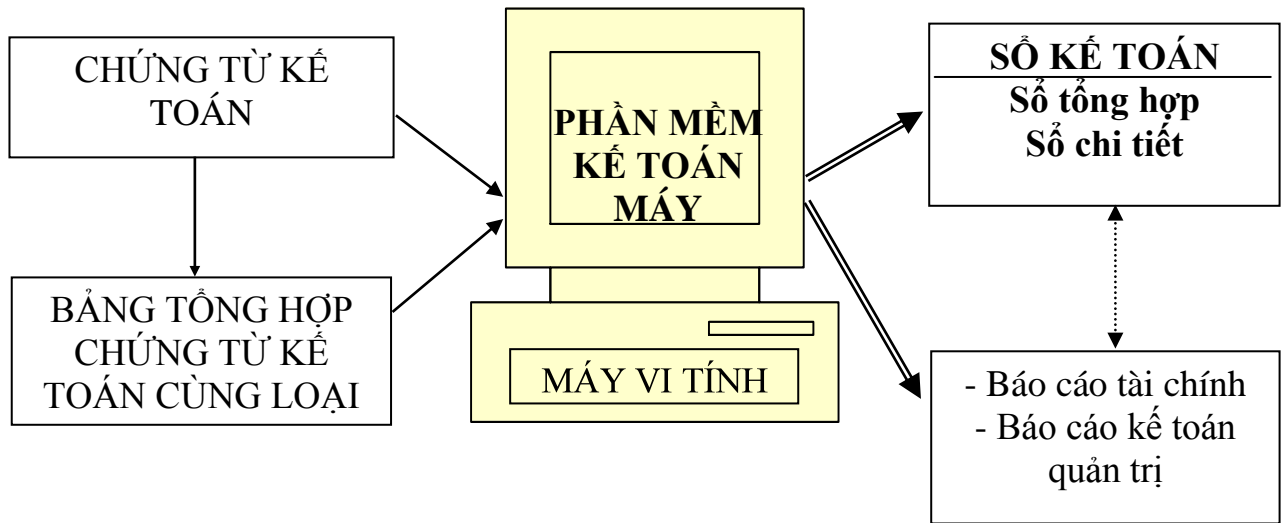 CHỨNG TỪ KẾ
TOÁN
BẢNG TỔNG HỢP
CHỨNG TỪ KẾ
TOÁN CÙNG LOẠI
PHẦN MỀM
KẾ TOÁN
MÁY
MÁY VI TÍNH
SỔ KẾ TOÁN
Sổ tổng hợp
Sổ chi tiết
- Báo cáo tài chính
- Báo cáo kế toán
quản trị